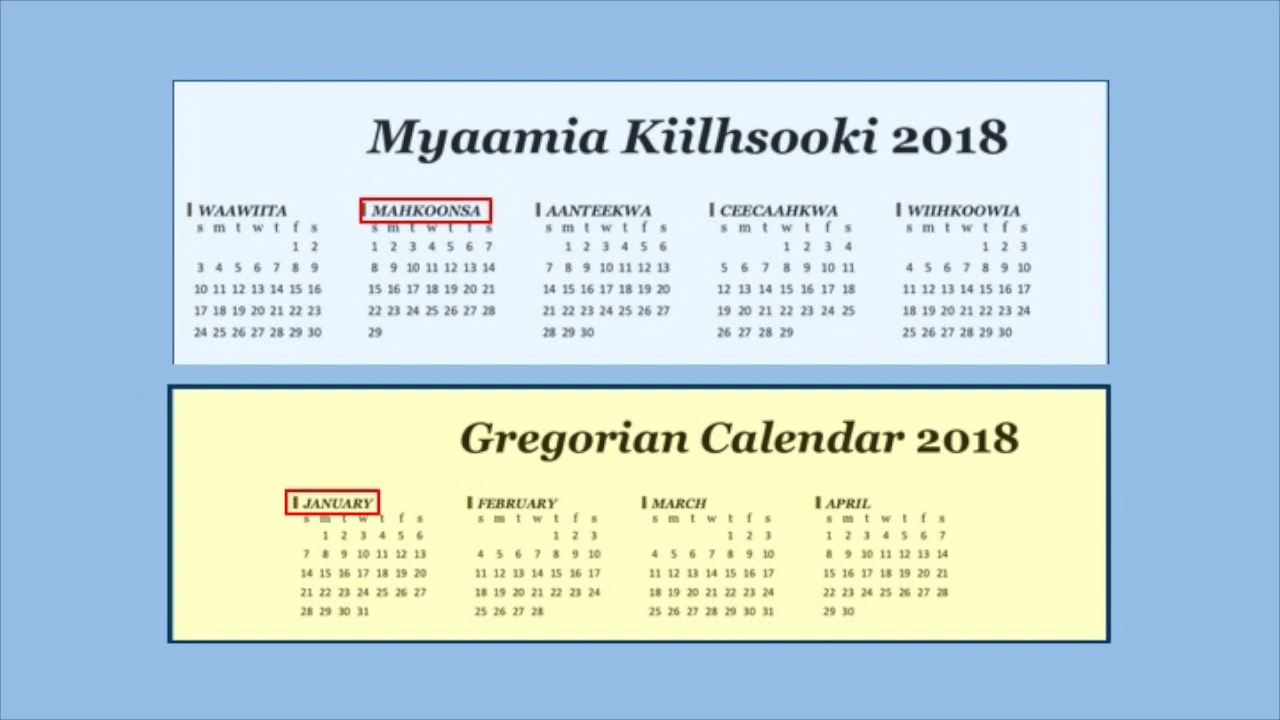 Myaamia Kiilhsooki 2018
WAAWIITA MAHKOONSA AANTEEKWA CEECAAHKWA WIIHKOOWIA
s m t w t f s s m t w t t s s m t w t f s s m t w t f s s m t w t f s
1 2 1 2 3 4 5 6 7 1 2 3 4 5 6 1 2 3 4 1 2 3
3 4 5 6 7 8 9 8 9 10 11 12 13 14 7 8 9 10 11 12 13 5 6 7 8 9 10 11 4 5 6 7 8 9 10
10 11 12 13 14 15 16 15 16 17 18 19 20 21 14 15 16 17 18 19 20 12 13 14 15 16 17 18 11 12 13 14 15 16 17
17 18 19 20 21 22 23 22 23 24 25 26 27 28 21 22 23 24 25 26 27 19 20 21 22 23 24 25 18 19 20 21 22 23 24
24 25 26 27 28 29 30 29 28 29 30 26 27 28 29 25 26 27 28 29 30
Gregorian Calendar 2018
JANUARY FEBRUARY MARCH APRIL
s m t w t f s s m t w t f s s m t w t f s s m t w t f s
1 2 3 4 5 6 1 2 3 1 2 3 1 2 3 4 5 6 7
7 8 9 10 11 12 13 4 5 6 7 8 9 10 4 5 6 7 8 9 10 8 9 10 11 12 13 14
14 15 16 17 18 19 20 11 12 13 14 15 16 17 11 12 13 14 15 16 17 15 16 17 18 19 20 21
21 22 23 24 25 26 27 18 19 20 21 22 23 24 18 19 20 21 22 23 24 22 23 24 25 26 27 28
28 29 30 31 25 26 27 28 25 26 27 28 29 30 31 29 30